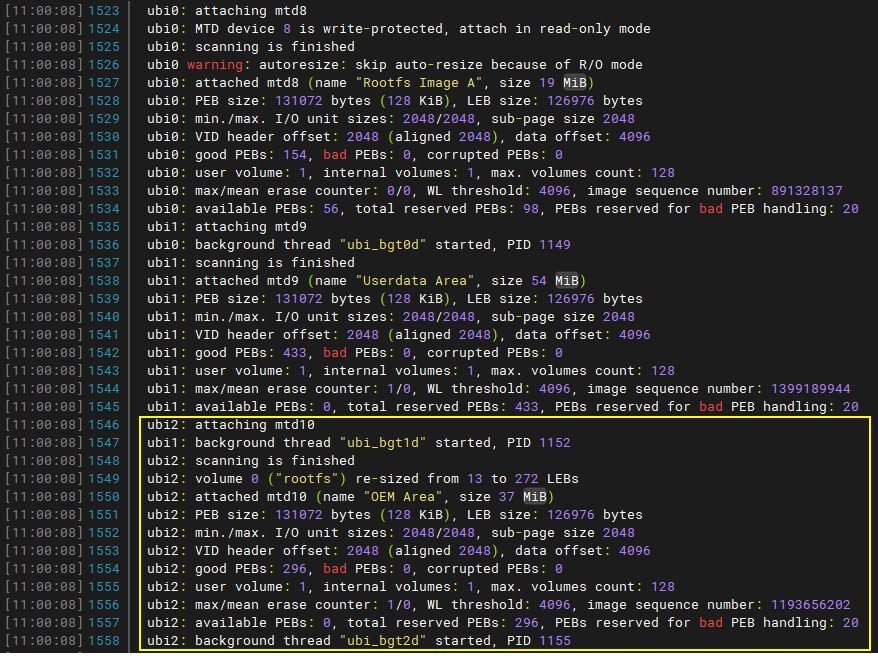 [11:00:08] 1523 ubi0: attaching mtd8
[11:00:08] 1524 ubi0: MTD device 8 is write-protected, attach in read-only mode
[11:00:08] 1525 ubi0: scanning is finished
[11:00:08] 1526 ubi0 warning: autoresize: skip auto-resize because of R/O mode
[11:00:08] 1527 ubi0: attached mtd8 (name "Rootfs Image A", size 19 MiB)
[11:00:08] 1528 ubi0: PEB size: 131072 bytes (128 KiB), LEB size: 126976 bytes
[11:00:08] 1529 ubi0: min./max. I/O unit sizes: 2048/2048, sub-page size 2048
[11:00:08] 1530 ubi0: VID header offset: 2048 (aligned 2048), data offset: 4096
[11:00:08] 1531 ubi0: good PEBs: 154, bad PEBs: 0, corrupted PEBs: 0
[11:00:08] 1532 ubi0: user volume: 1, internal volumes: 1, max. volumes count: 128
[11:00:08] 1533 ubi0: max/mean erase counter: 0/0, WL threshold: 4096, image sequence number: 891328137
[11:00:08] 1534 ubi0: available PEBs: 56, total reserved PEBs: 98, PEBs reserved for bad PEB handling: 20
[11:00:08] 1535 ubi1: attaching mtd9
[11:00:08] 1536 ubi0: background thread "ubi_bgt0d" started, PID 1149
[11:00:08] 1537 ubi1: scanning is finished
[11:00:08] 1538 ubi1: attached mtd9 (name "Userdata Area", size 54 MiB)
[11:00:08] 1539 ubi1: PEB size: 131072 bytes (128 KiB), LEB size: 126976 bytes
[11:00:08] 1540 ubi1: min./max. I/O unit sizes: 2048/2048, sub-page size 2048
[11:00:08] 1541 ubi1: VID header offset: 2048 (aligned 2048), data offset: 4096
[11:00:08] 1542 ubi1: good PEBs: 433, bad PEBs: 0, corrupted PEBs: 0
[11:00:08] 1543 ubi1: user volume: 1, internal volumes: 1, max. volumes count: 128
[11:00:08] 1544 ubi1: max/mean erase counter: 1/0, WL threshold: 4096, image sequence number: 1399189944
[11:00:08] 1545 ubi1: available PEBs: 0, total reserved PEBs: 433, PEBs reserved for bad PEB handling: 20
[11:00:08] 1546 ubi2: attaching mtd10
[11:00:08] 1547 ubi1: background thread "ubi_bgt1d" started, PID 1152
[11:00:08] 1548 ubi2: scanning is finished
[11:00:08] 1549 ubi2: volume 0 ("rootfs") re-sized from 13 to 272 LEBs
[11:00:08] 1550 ubi2: attached mtd10 (name "OEM Area", size 37 MiB)
[11:00:08] 1551 ubi2: PEB size: 131072 bytes (128 KiB), LEB size: 126976 bytes
[11:00:08] 1552 ubi2: min./max. I/O unit sizes: 2048/2048, sub-page size 2048
[11:00:08] 1553 ubi2: VID header offset: 2048 (aligned 2048), data offset: 4096
[11:00:08] 1554 ubi2: good PEBs: 296, bad PEBs: 0, corrupted PEBs: 0
[11:00:08] 1555 ubi2: user volume: 1, internal volumes: 1, max. volumes count: 128
[11:00:08] 1556 ubi2: max/mean erase counter: 1/0, WL threshold: 4096, image sequence number: 1193656202
[11:00:08] 1557 ubi2: available PEBs: 0, total reserved PEBs: 296, PEBs reserved for bad PEB handling: 20
[11:00:08] 1558 ubi2: background thread "ubi_bgt2d" started, PID 1155